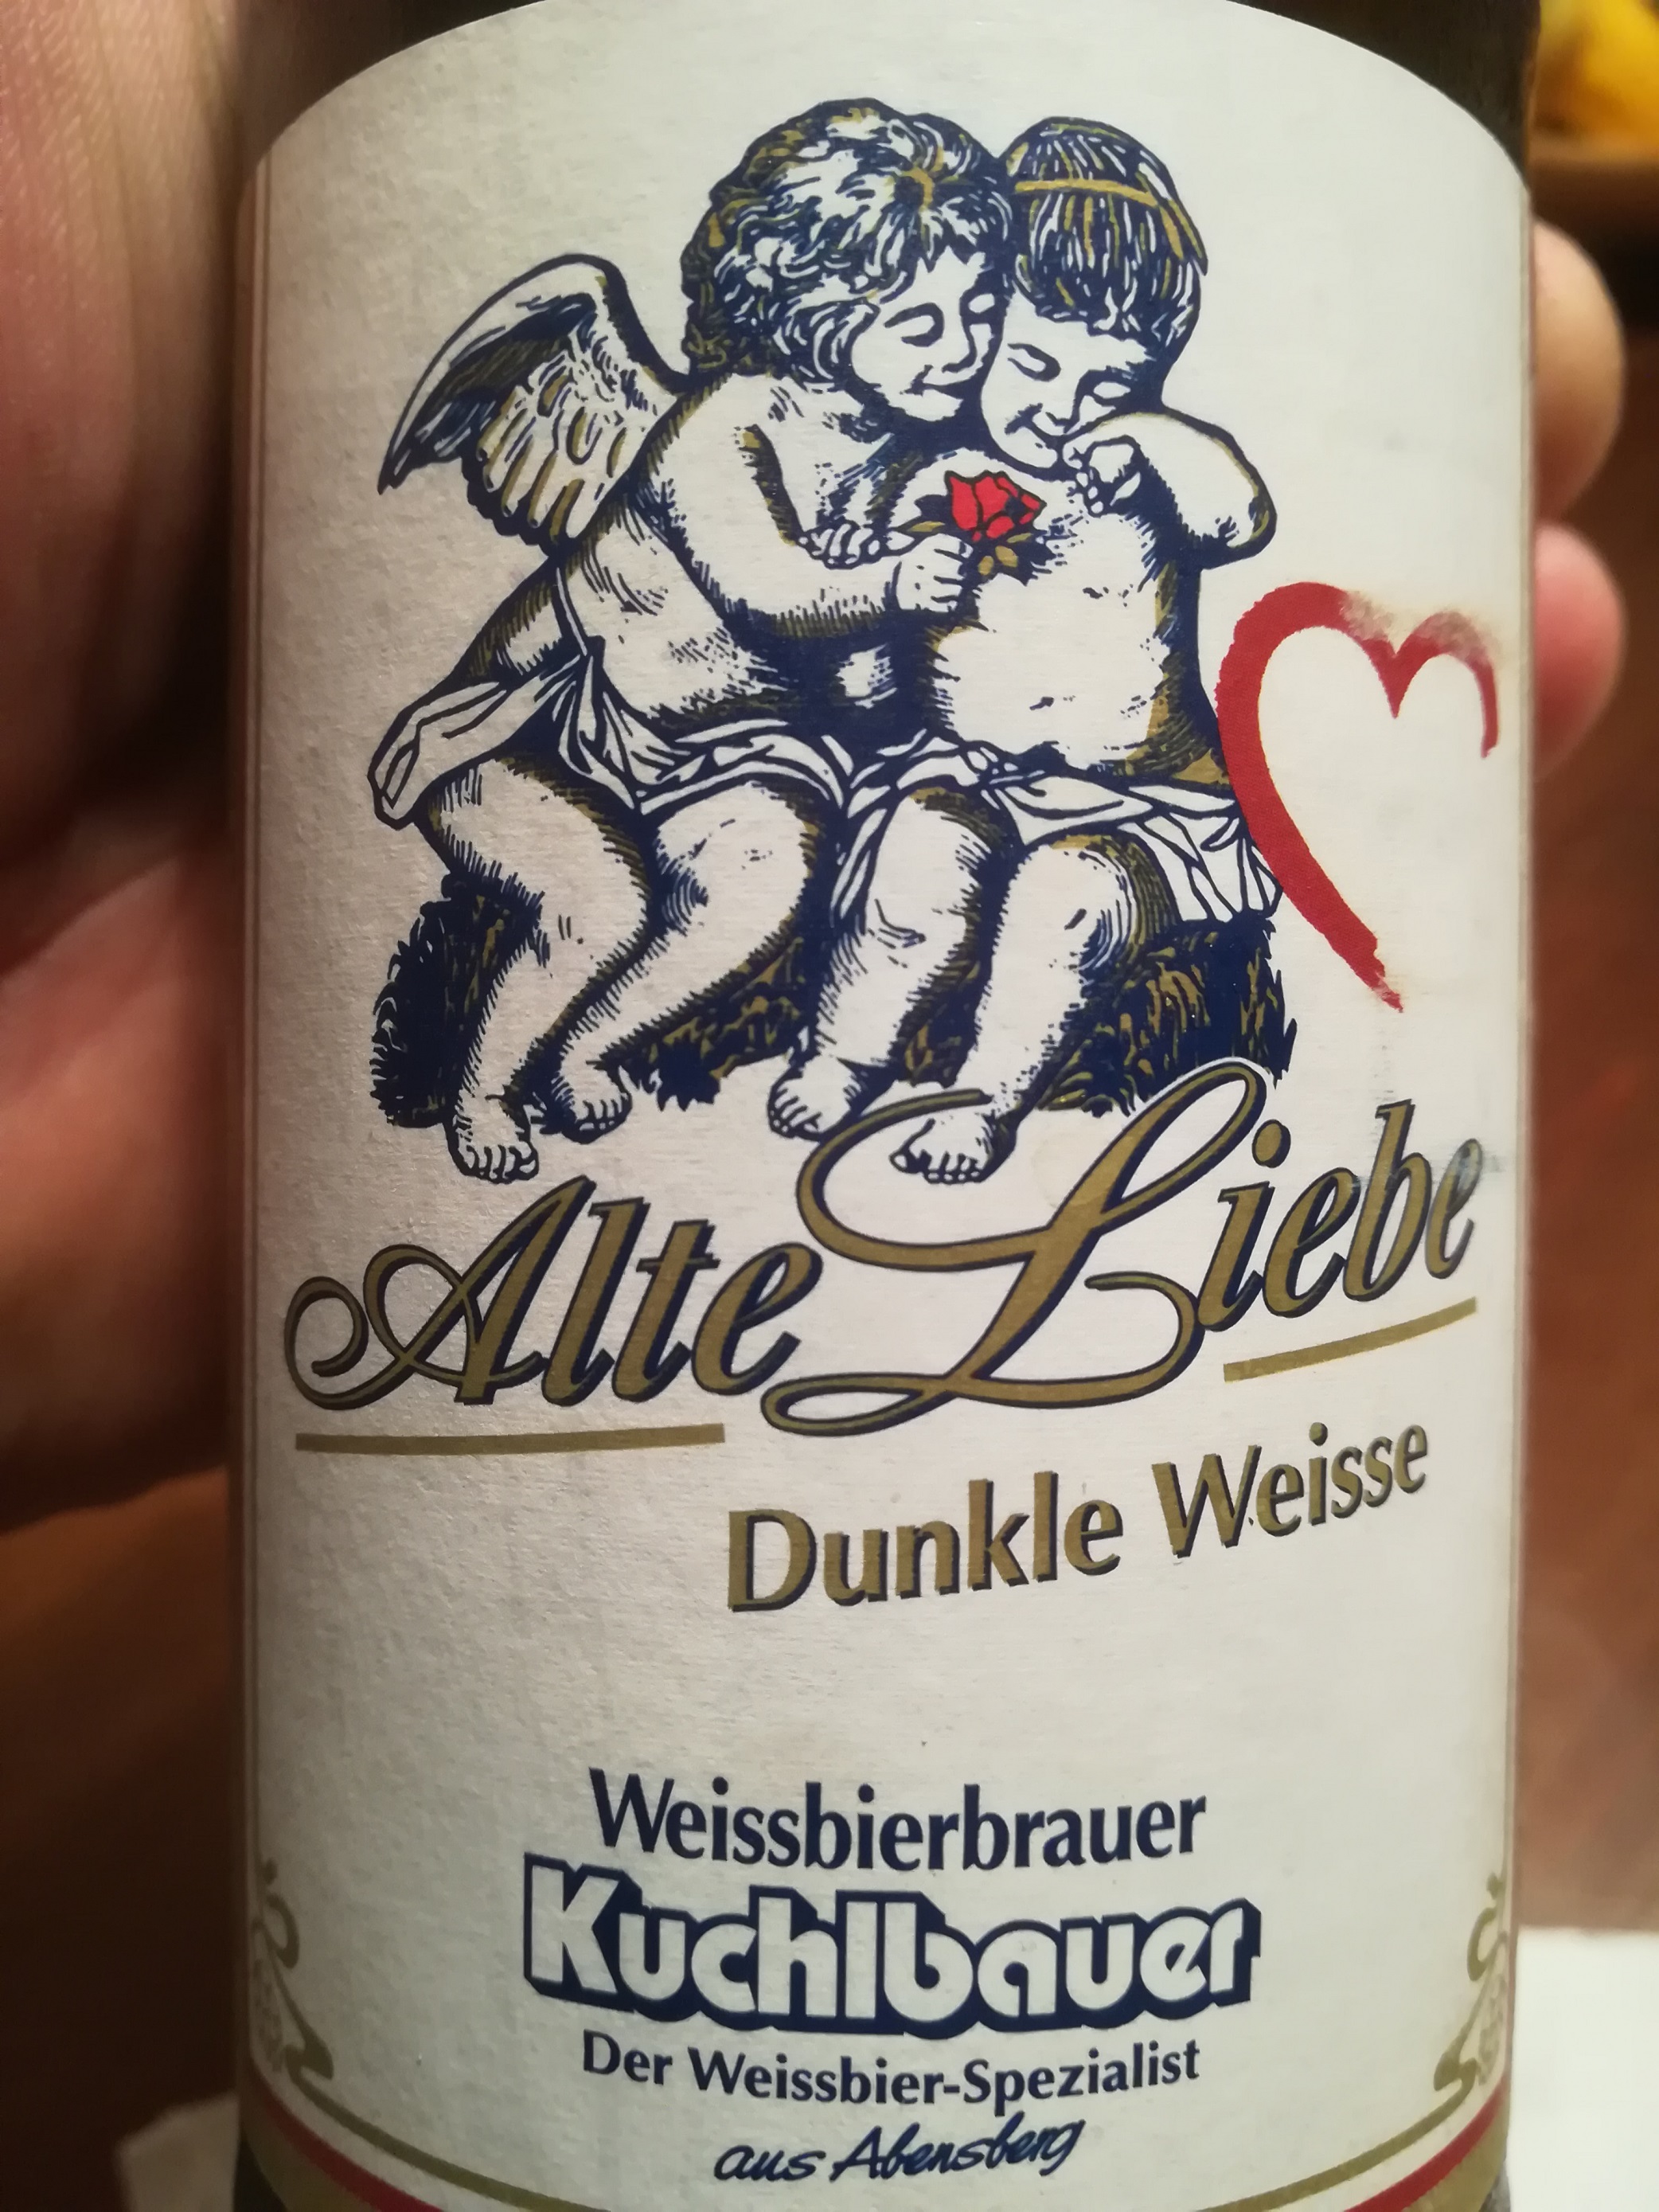 Alte Liebe
Dunkle Weisse
Weissbierbrauer
Kuchlbauer
Der Weissbier-Spezialist
aus Abensberg